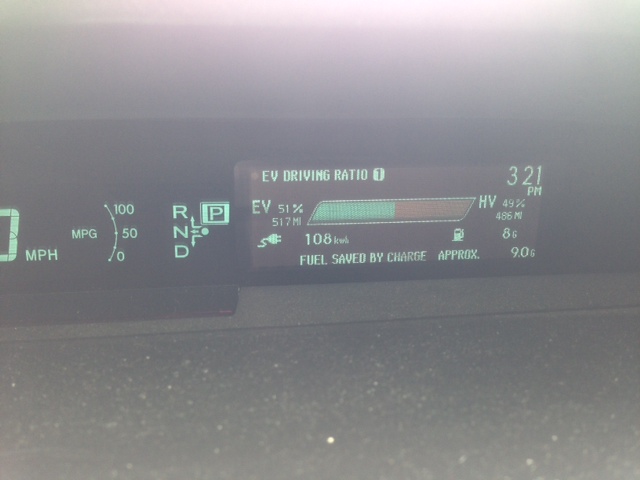 EV DRIVING RATIO 1
3:21 PM
EV 51% HV 49%
517MI 486MI
108kWh 8G
FUEL SAVED BY CHARGE APPROX. 9.0G
100
MPG 50
0
MPH
R P
N
D